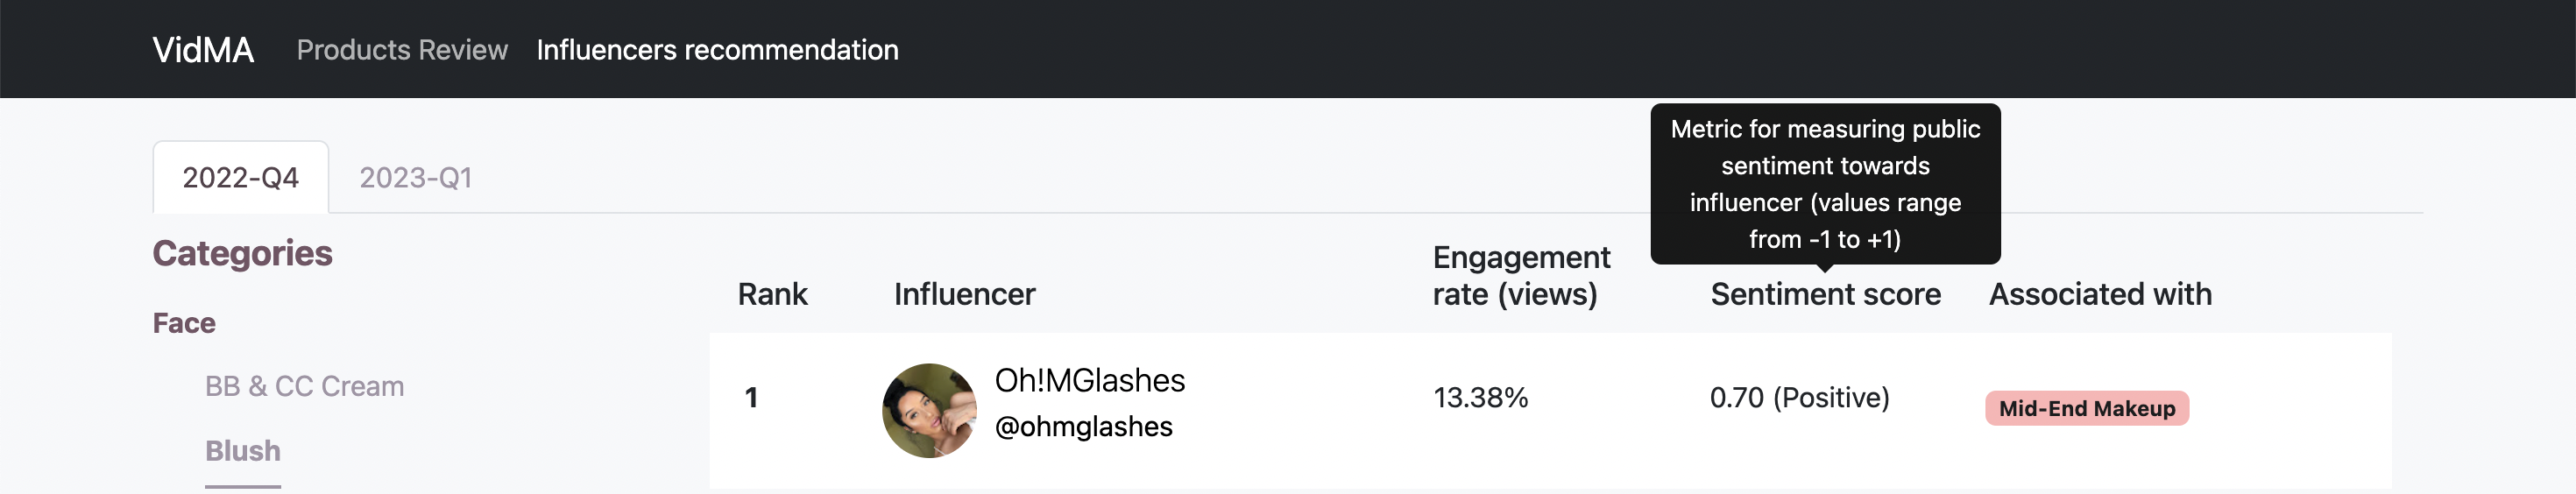 VidMA Products Review Influencers recommendation
2022-Q4 2023-Q1
Metric for measuring public
sentiment towards
influencer (values range
from -1 to +1)
Categories
Face
BB & CC Cream
Blush
Rank Influencer Engagement
rate (views) Sentiment score Associated with
1 Oh!MGlashes
@ohmglashes
13.38% 0.70 (Positive) Mid-End Makeup